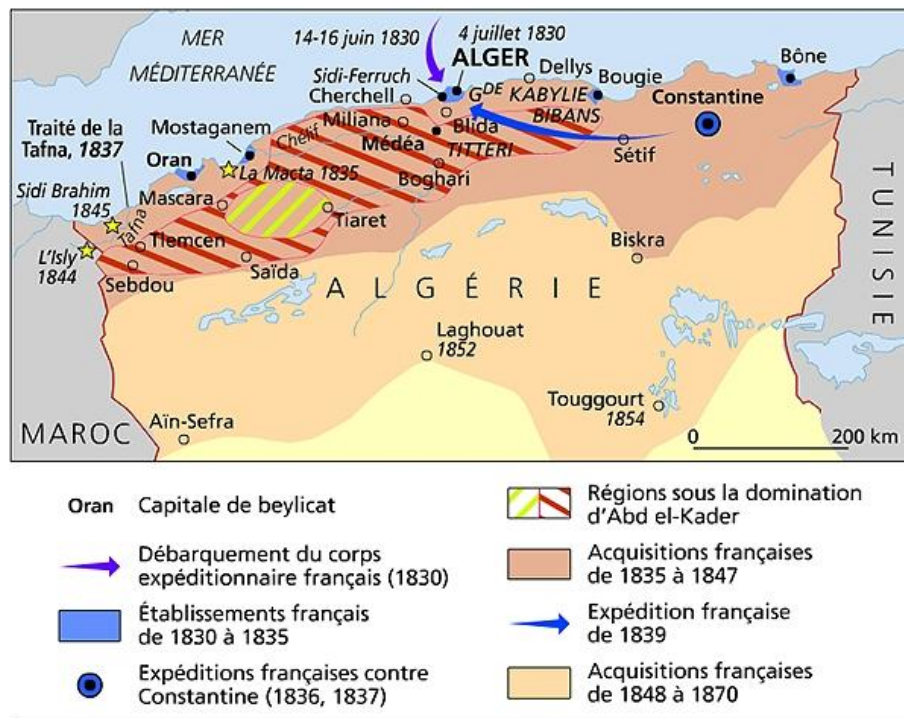 MER
MÉDITERRANÉE
14-16 juin 1830
4 juillet 1830
ALGER
Sidi-Ferruch
Cherchell
Dellys
Bougie
Bône
GDE KABYLIE
BIBANS
Constantine
Traité de la
Tafna, 1837
Mostaganem
Miliana
Chélif
Blida
Médéa
TITTERI
Sétif
Oran
La Macta 1835
Boghari
Sidi Brahim
1845
Mascara
Tiaret
Tafna
Tlemcen
L'Isly
1844
Sebdou
Saïda
Biskra
ALGÉRIE
TUNISIE
Laghouat
1852
Touggourt
1854
Aïn-Sefra
MAROC
0 200 km
Oran Capitale de beylicat
Débarquement du corps
expéditionnaire français (1830)
Établissements français
de 1830 à 1835
Expéditions françaises contre
Constantine (1836, 1837)
Régions sous la domination
d'Abd el-Kader
Acquisitions françaises
de 1835 à 1847
Expédition française
de 1839
Acquisitions françaises
de 1848 à 1870